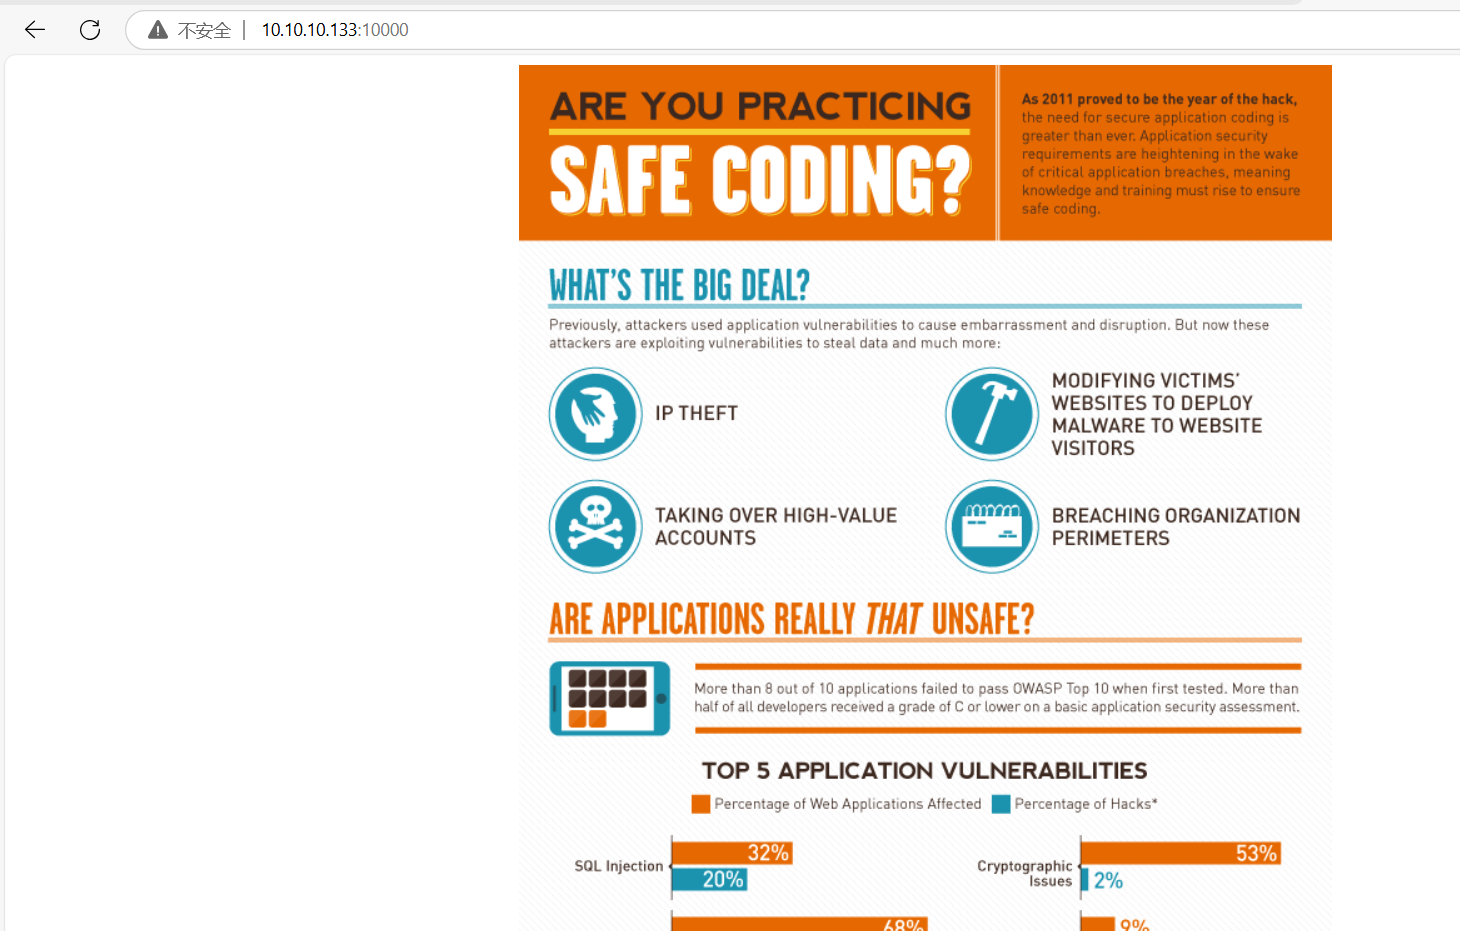 不安全
10.10.10.133:10000
ARE YOU PRACTICING
SAFE CODING?
As 2011 proved to be the year of the hack,
the need for secure application coding is
greater than ever. Application security
requirements are heightening in the wake
of critical application breaches, meaning
knowledge and training must rise to ensure
safe coding.
WHAT'S THE BIG DEAL?
Previously, attackers used application vulnerabilities to cause embarrassment and disruption. But now these
attackers are exploiting vulnerabilities to steal data and much more:
IP THEFT
MODIFYING VICTIMS'
WEBSITES TO DEPLOY
MALWARE TO WEBSITE
VISITORS
TAKING OVER HIGH-VALUE
ACCOUNTS
BREACHING ORGANIZATION
PERIMETERS
ARE APPLICATIONS REALLY THAT UNSAFE?
More than 8 out of 10 applications failed to pass OWASP Top 10 when first tested. More than
half of all developers received a grade of C or lower on a basic application security assessment.
TOP 5 APPLICATION VULNERABILITIES
Percentage of Web Applications Affected
Percentage of Hacks*
SQL Injection
32%
20%
Cryptographic
Issues
53%
2%
68%
9%